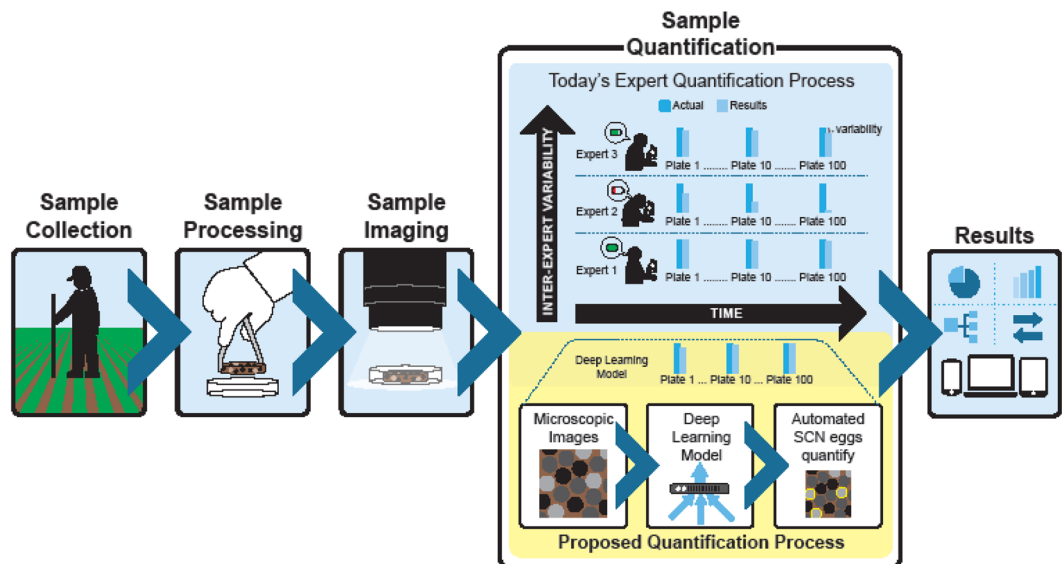 Sample
Collection
Sample
Processing
Sample
Imaging
Sample
Quantification
Today's Expert Quantification Process
Actual Results
variability
INTER-EXPERT VARIABILITY
Expert 3
Plate 1 ........ Plate 10 ... Plate 100
Expert 2
Plate 1 ........ Plate 10 ... Plate 100
Expert 1
Plate 1 ........ Plate 10 ... Plate 100
TIME
Deep Learning
Model
Plate 1 ... Plate 10 ... Plate 100
Microscopic
Images
Deep
Learning
Model
Automated
SCN eggs
quantify
Proposed Quantification Process
Results